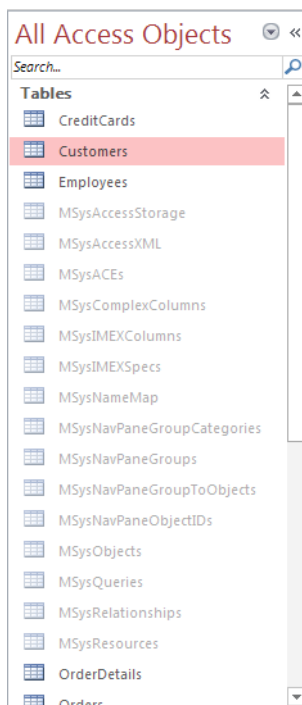 All Access Objects
Search...
Tables
CreditCards
Customers
Employees
MSysAccessStorage
MSysAccessXML
MSysACEs
MSysComplexColumns
MSysIMEXColumns
MSysIMEXSpecs
MSysNameMap
MSysNavPaneGroupCategories
MSysNavPaneGroups
MSysNavPaneGroupToObjects
MSysNavPaneObjectIDs
MSysObjects
MSysQueries
MSysRelationships
MSysResources
OrderDetails
Orders